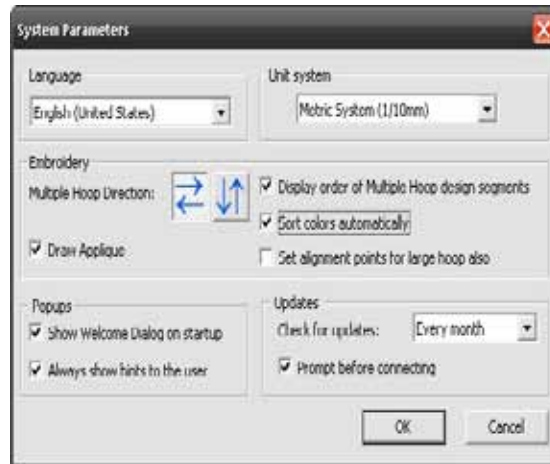 System Parameters
Language
English (United States)
Unit system
Metric System (1/10mm)
Embroidery
Multiple Hoop Direction:
Display order of Multiple Hoop design segments
Sort colors automatically
Draw Applique
Set alignment points for large hoop also
Popups
Show Welcome Dialog on startup
Always show hints to the user
Updates
Check for updates:
Every month
Prompt before connecting
OK
Cancel